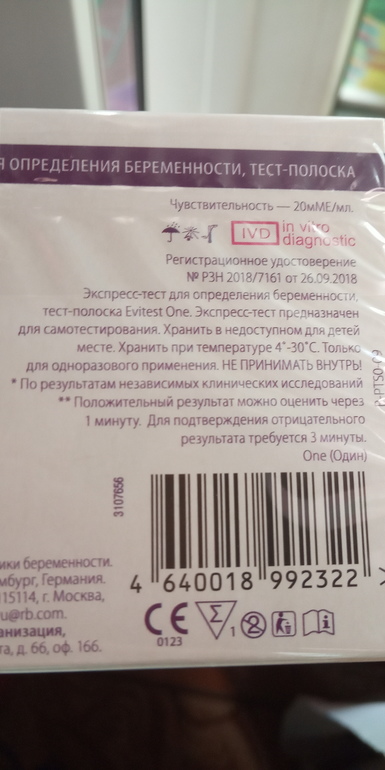 Я ОПРЕДЕЛЕНИЯ БЕРЕМЕННОСТИ, ТЕСТ-ПОЛОСКА
Чувствительность — 20мМЕ/мл.
IVD in vitro
diagnostic
Регистрационное удостоверение
№ РЗН 2018/7161 от 26.09.2018
Экспресс-тест для определения беременности,
тест-полоска Evitest One. Экспресс-тест предназначен
для самотестирования. Хранить в недоступном для детей
месте. Хранить при температуре 4˚-30˚С. Только
для одноразового применения. НЕ ПРИНИМАТЬ ВНУТРЬ!
* По результатам независимых клинических исследований
** Положительный результат можно оценить через
1 минуту. Для подтверждения отрицательного
результата требуется 3 минуты.
One (Один)
3107656
4 640018 992322 >
ики беременности.
мбург, Германия.
115114, г. Москва,
u@rb.com.
анизация,
та, д. 66, оф. 166.
CE
0123
Σ 1
2
i